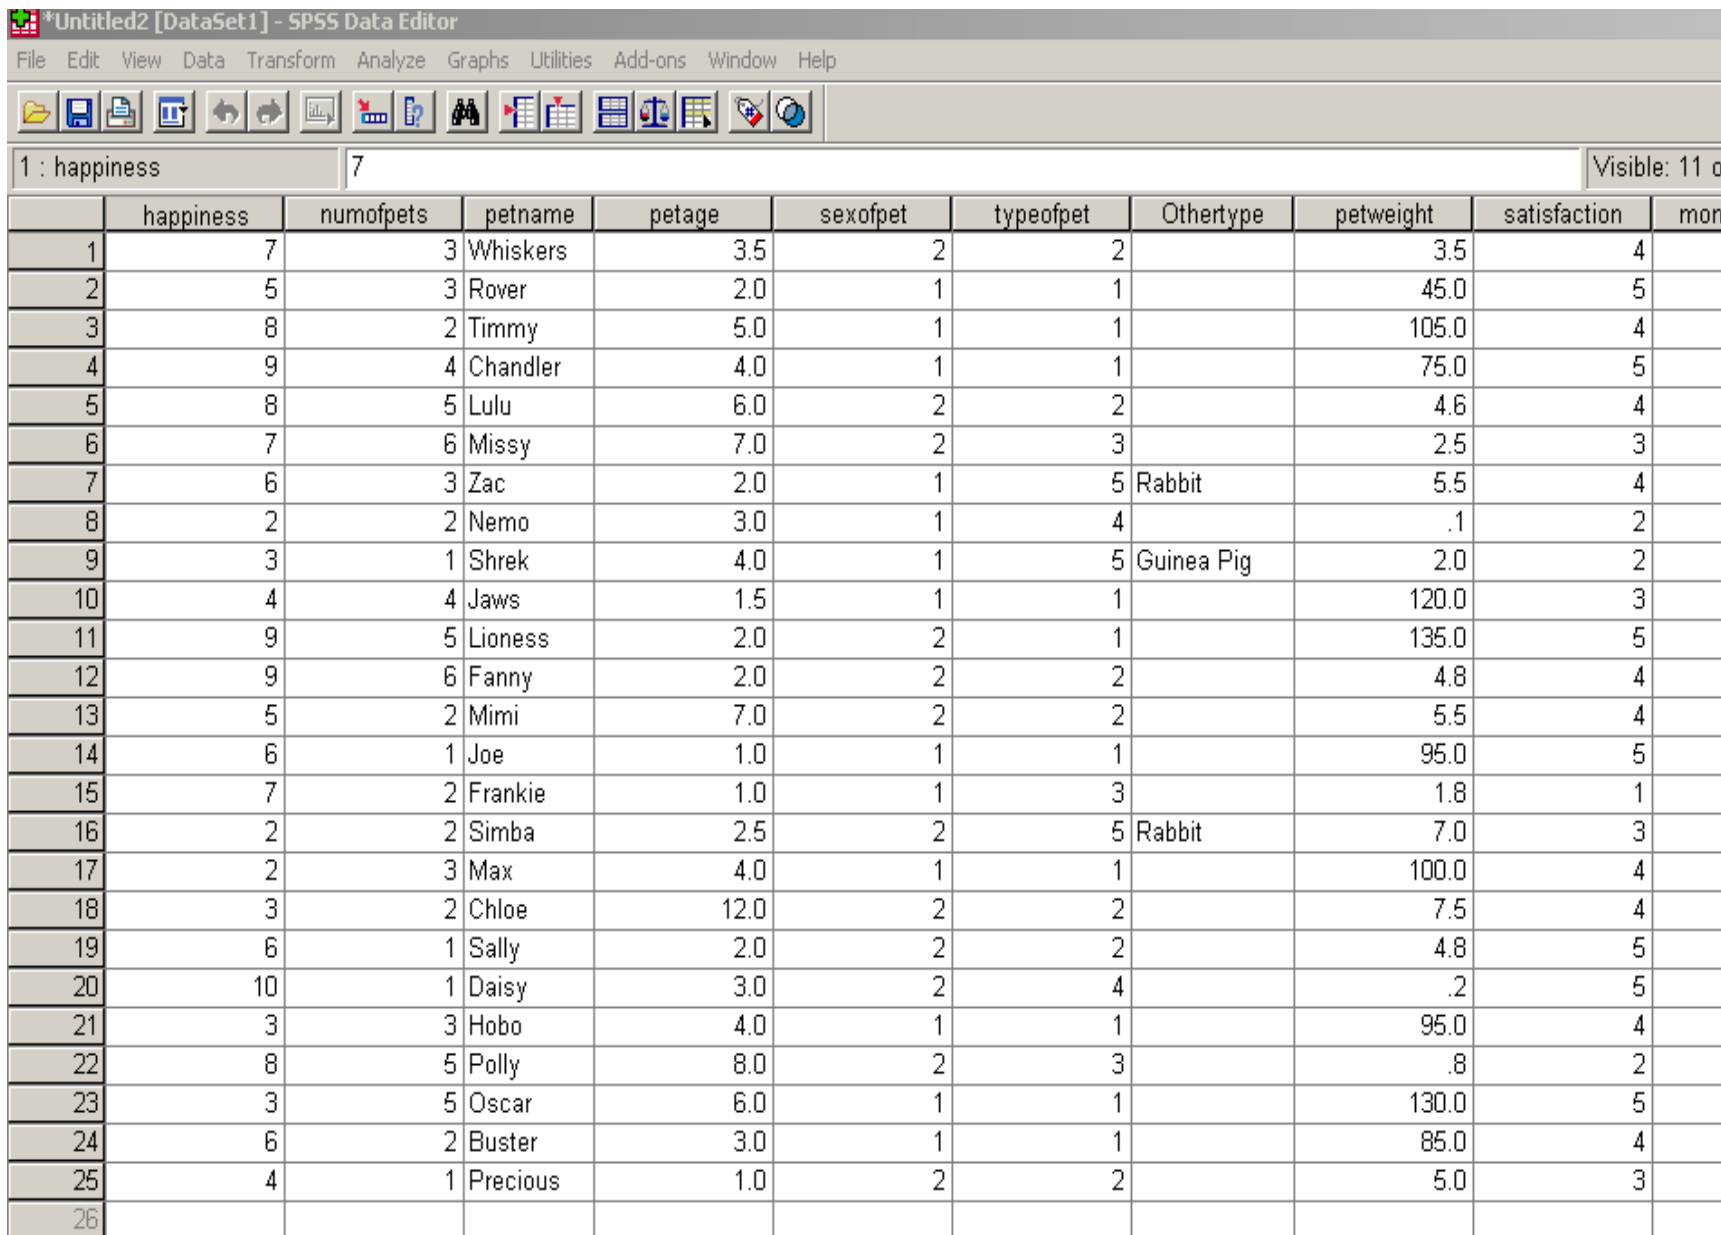 *Untitled2 [DataSet1] - SPSS Data Editor
File Edit View Data Transform Analyze Graphs Utilities Add-ons Window Help
1 : happiness 7 Visible: 11 o
happiness numofpets petname petage sexofpet typeofpet Othertype petweight satisfaction mon
1 7 3 Whiskers 3.5 2 2 3.5 4
2 5 3 Rover 2.0 1 1 45.0 5
3 8 2 Timmy 5.0 1 1 105.0 4
4 9 4 Chandler 4.0 1 1 75.0 5
5 8 5 Lulu 6.0 2 2 4.6 4
6 7 6 Missy 7.0 2 3 2.5 3
7 6 3 Zac 2.0 1 5 Rabbit 5.5 4
8 2 2 Nemo 3.0 1 4 .1 2
9 3 1 Shrek 4.0 1 5 Guinea Pig 2.0 2
10 4 4 Jaws 1.5 1 1 120.0 3
11 9 5 Lioness 2.0 2 1 135.0 5
12 9 6 Fanny 2.0 2 2 4.8 4
13 5 2 Mimi 7.0 2 2 5.5 4
14 6 1 Joe 1.0 1 1 95.0 5
15 7 2 Frankie 1.0 1 3 1.8 1
16 2 2 Simba 2.5 2 5 Rabbit 7.0 3
17 2 3 Max 4.0 1 1 100.0 4
18 3 2 Chloe 12.0 2 2 7.5 4
19 6 1 Sally 2.0 2 2 4.8 5
20 10 1 Daisy 3.0 2 4 .2 5
21 3 3 Hobo 4.0 1 1 95.0 4
22 8 5 Polly 8.0 2 3 .8 2
23 3 5 Oscar 6.0 1 1 130.0 5
24 6 2 Buster 3.0 1 1 85.0 4
25 4 1 Precious 1.0 2 2 5.0 3
26